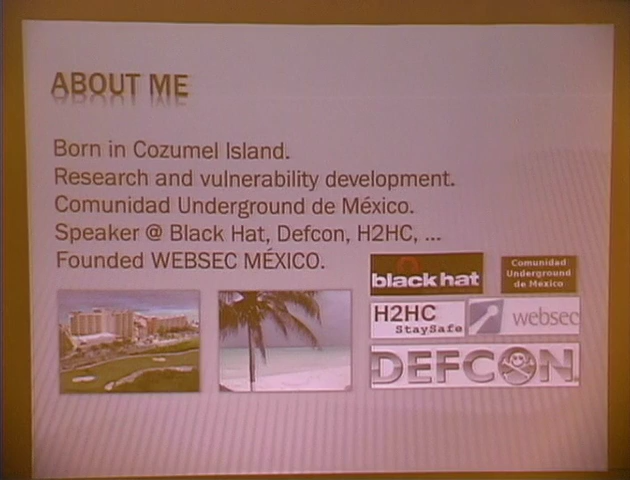 ABOUT ME
Born in Cozumel Island.
Research and vulnerability development.
Comunidad Underground de México.
Speaker @ Black Hat, Defcon, H2HC, ...
Founded WEBSEC MÉXICO.
black hat
Comunidad
Underground
de México
H2HC
StaySafe
websec
DEFCON